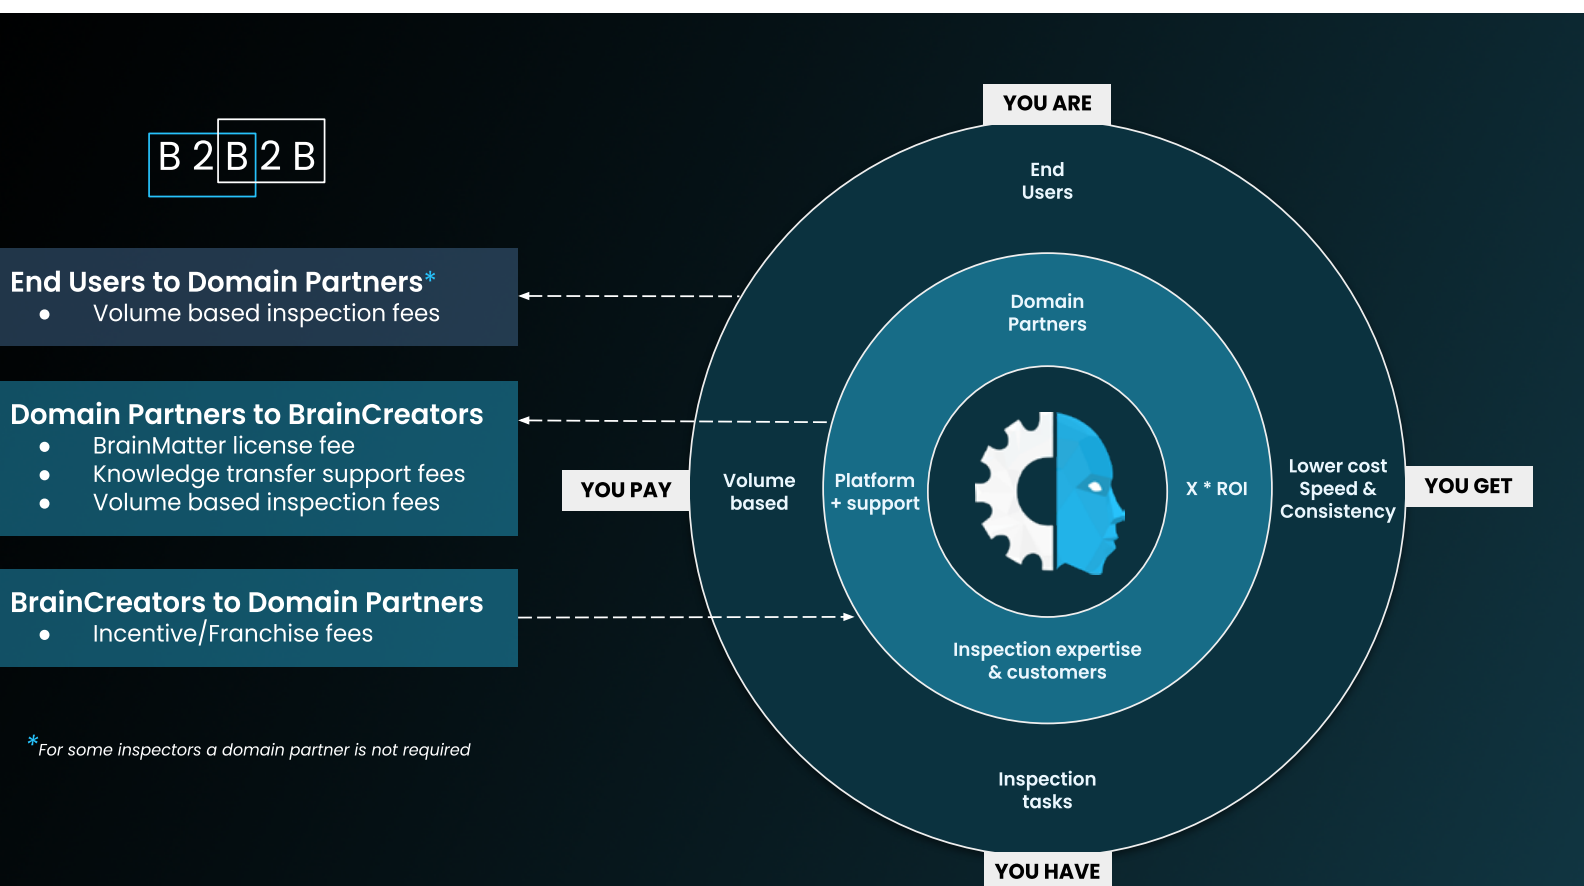 B 2 B 2 B
End Users to Domain Partners*
● Volume based inspection fees
Domain Partners to BrainCreators
● BrainMatter license fee
● Knowledge transfer support fees
● Volume based inspection fees
BrainCreators to Domain Partners
● Incentive/Franchise fees
*For some inspectors a domain partner is not required
YOU ARE
End
Users
Domain
Partners
YOU PAY
Volume
based
Platform
+ support
X * ROI
Lower cost
Speed &
Consistency
YOU GET
Inspection expertise
& customers
Inspection
tasks
YOU HAVE